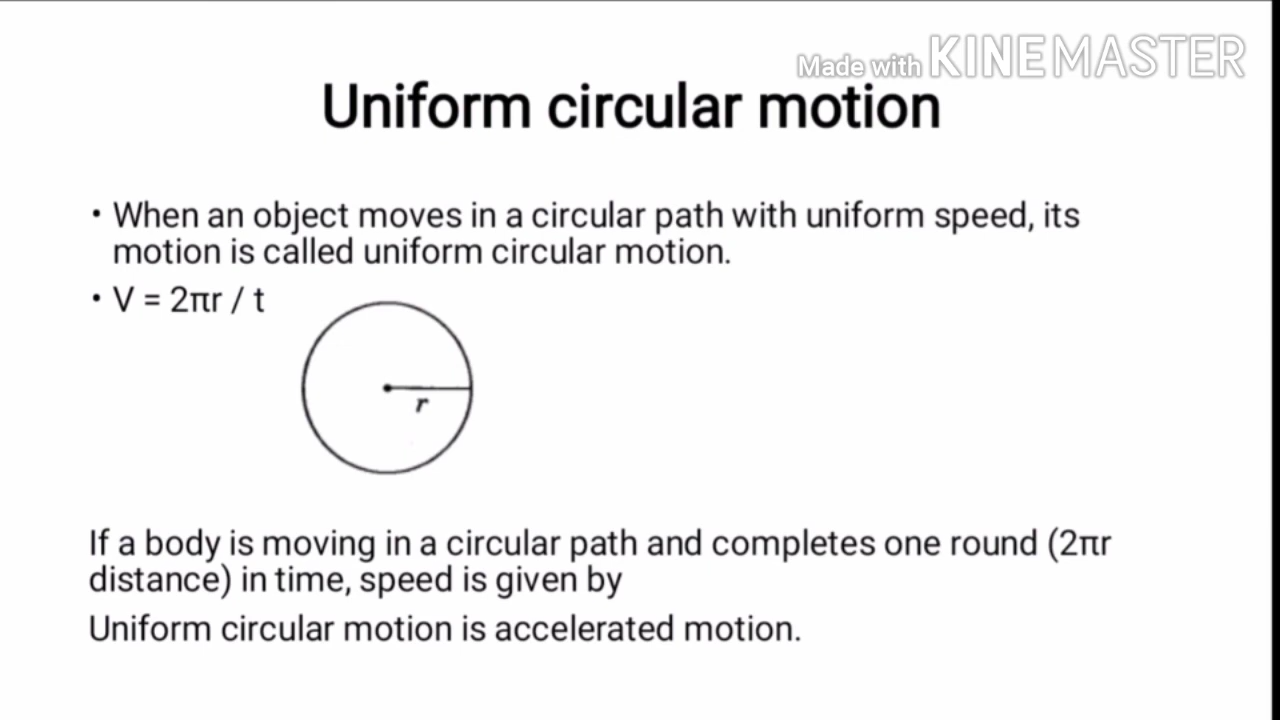 Made with KINEMASTER
Uniform circular motion
• When an object moves in a circular path with uniform speed, its
motion is called uniform circular motion.
• V = 2πr / t
r
If a body is moving in a circular path and completes one round (2πr
distance) in time, speed is given by
Uniform circular motion is accelerated motion.